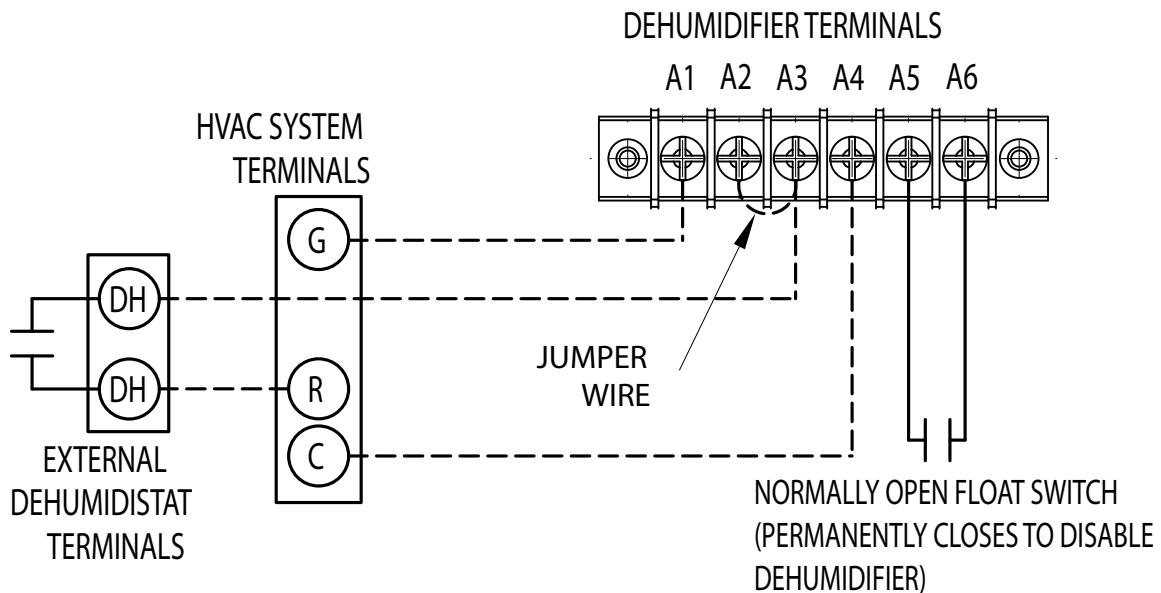 DEHUMIDIFIER TERMINALS
A1 A2 A3 A4 A5 A6
HVAC SYSTEM
TERMINALS
G
DH
DH
R
C
JUMPER
WIRE
EXTERNAL
DEHUMIDISTAT
TERMINALS
NORMALLY OPEN FLOAT SWITCH
(PERMANENTLY CLOSES TO DISABLE
DEHUMIDIFIER)